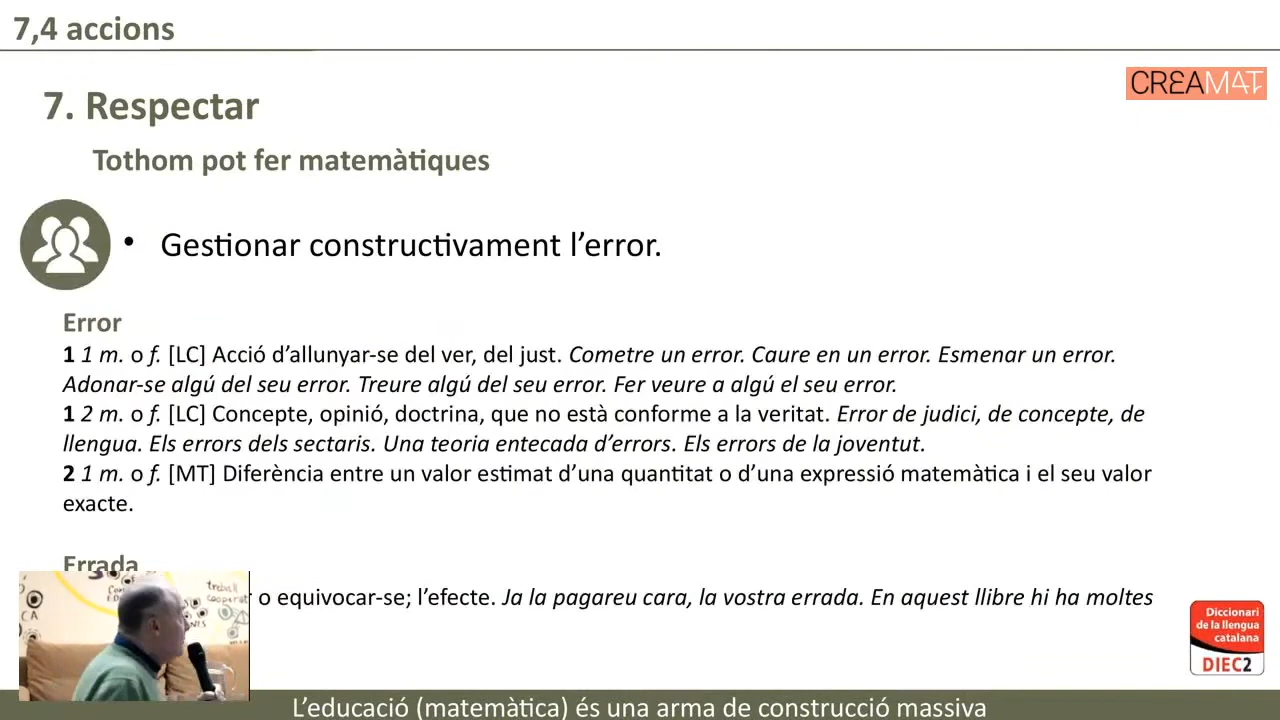 7,4 accions
CREAMAT
7. Respectar
Tothom pot fer matemàtiques
• Gestionar constructivament l’error.
Error
1 1 m. o f. [LC] Acció d’allunyar-se del ver, del just. Cometre un error. Caure en un error. Esmenar un error.
Adonar-se algú del seu error. Treure algú del seu error. Fer veure a algú el seu error.
1 2 m. o f. [LC] Concepte, opinió, doctrina, que no està conforme a la veritat. Error de judici, de concepte, de
llengua. Els errors dels sectaris. Una teoria entecada d’errors. Els errors de la joventut.
2 1 m. o f. [MT] Diferència entre un valor estimat d’una quantitat o d’una expressió matemàtica i el seu valor
exacte.
Errada
o equivocar-se; l’efecte. Ja la pagareu cara, la vostra errada. En aquest llibre hi ha moltes
treball
Diccionari
de la llengua
catalana
DIEC2
L’educació (matemàtica) és una arma de construcció massiva